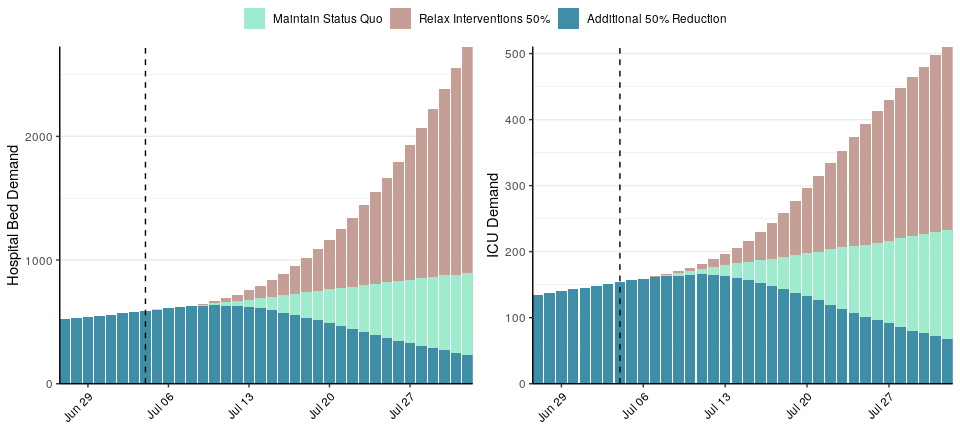 Maintain Status Quo Relax Interventions 50% Additional 50% Reduction
Hospital Bed Demand
2000
1000
0
Jun 29 Jul 06 Jul 13 Jul 20 Jul 27
ICU Demand
500
400
300
200
100
0
Jun 29 Jul 06 Jul 13 Jul 20 Jul 27